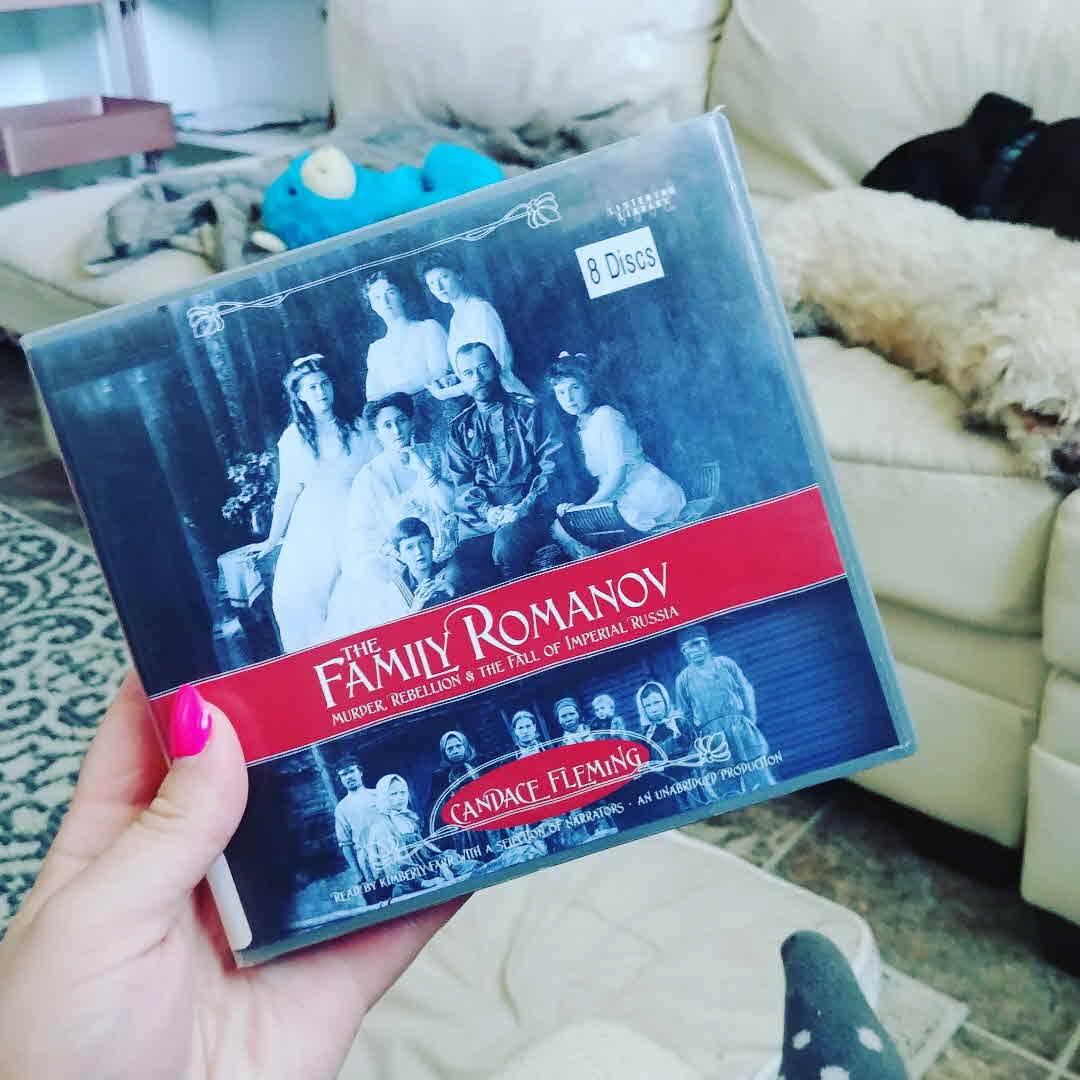 LISTENING
LIBRARY
8 Discs
THE
FAMILY ROMANOV
MURDER, REBELLION & THE FALL OF IMPERIAL RUSSIA
CANDACE FLEMING
READ BY KIMBERLY FARR WITH A SELECTION OF NARRATORS · AN UNABRIDGED PRODUCTION